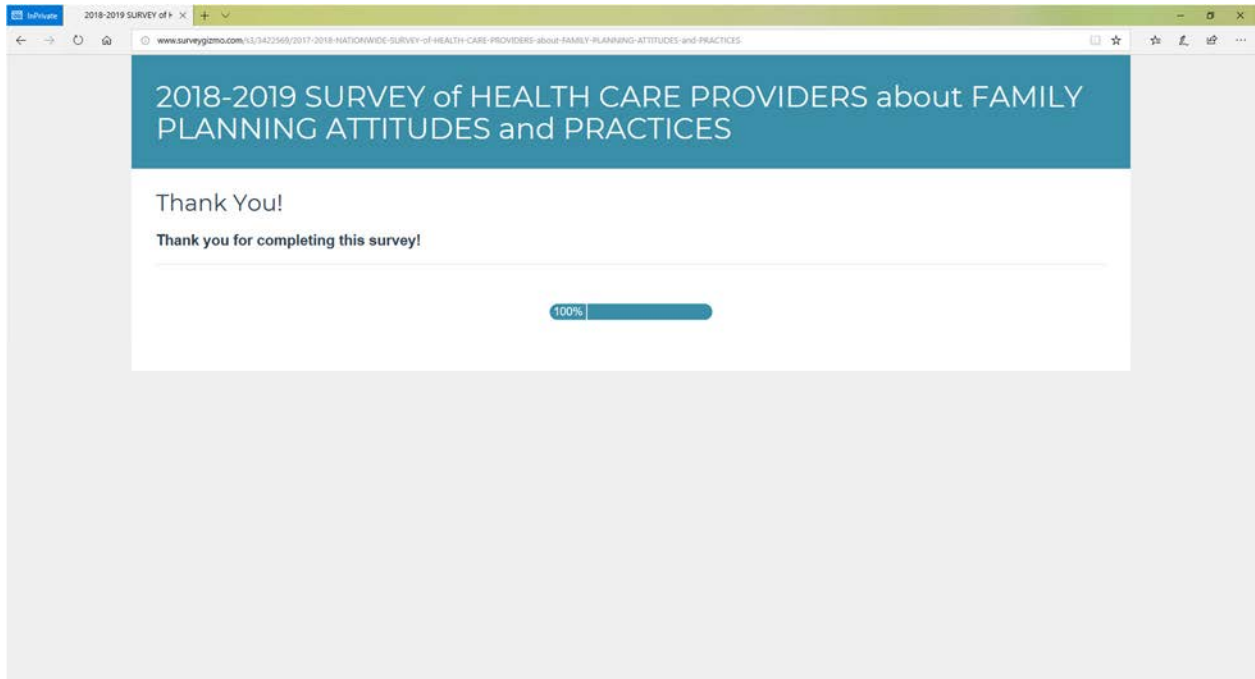 InPrivate
2018-2019 SURVEY of H
www.surveygizmo.com/s3/3422569/2017-2018-NATIONWIDE-SURVEY-of-HEALTH-CARE-PROVIDERS-about-FAMILY-PLANNING-ATTITUDES-and-PRACTICES
2018-2019 SURVEY of HEALTH CARE PROVIDERS about FAMILY
PLANNING ATTITUDES and PRACTICES
Thank You!
Thank you for completing this survey!
100%